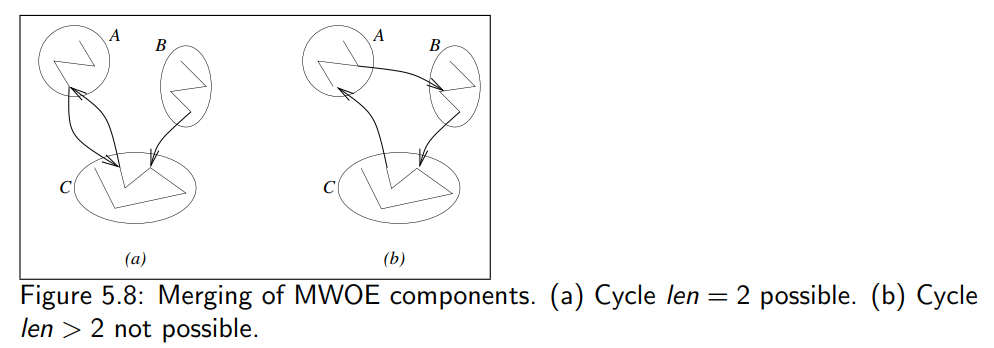 A
B
A
B
C
C
(a)
(b)
Figure 5.8: Merging of MWOE components. (a) Cycle len = 2 possible. (b) Cycle
len > 2 not possible.